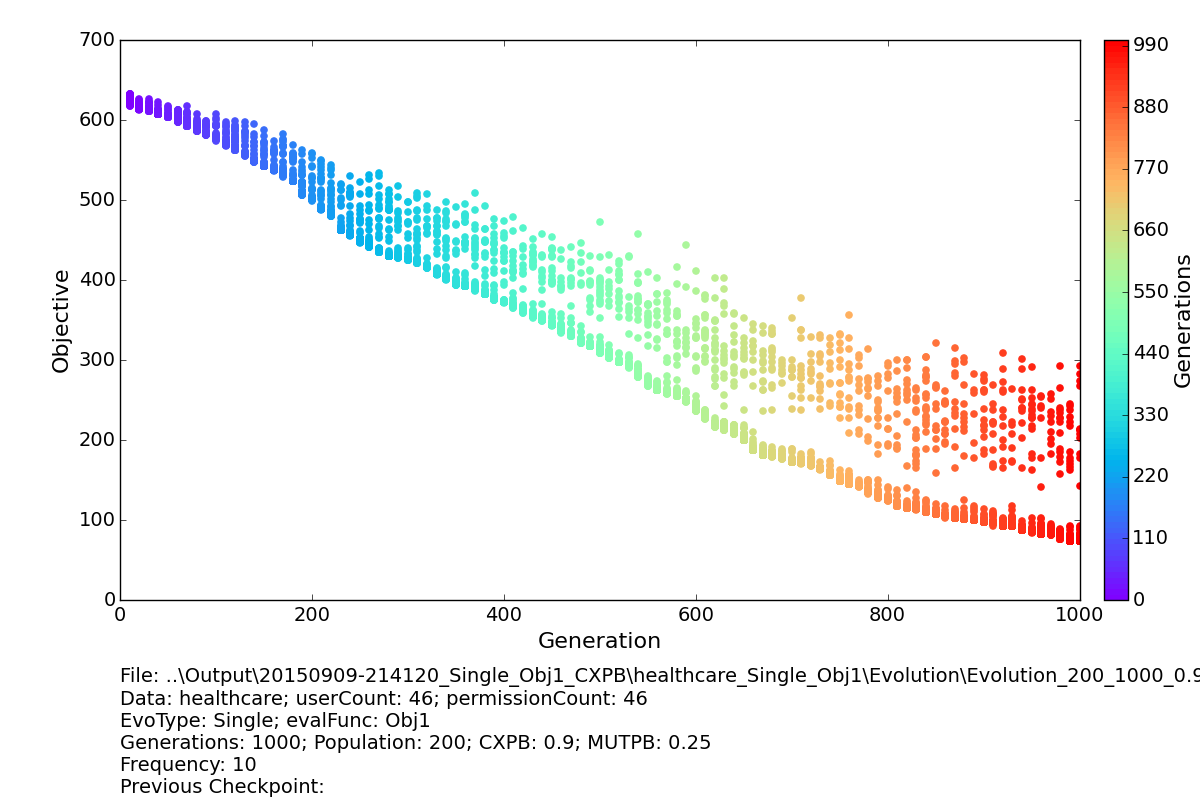 700
600
500
400
300
200
100
0
Objective
0 200 400 600 800 1000
Generation
990
880
770
660
550
440
330
220
110
0
Generations
File: ..\Output\20150909-214120_Single_Obj1_CXPB\healthcare_Single_Obj1\Evolution\Evolution_200_1000_0.9
Data: healthcare; userCount: 46; permissionCount: 46
EvoType: Single; evalFunc: Obj1
Generations: 1000; Population: 200; CXPB: 0.9; MUTPB: 0.25
Frequency: 10
Previous Checkpoint: